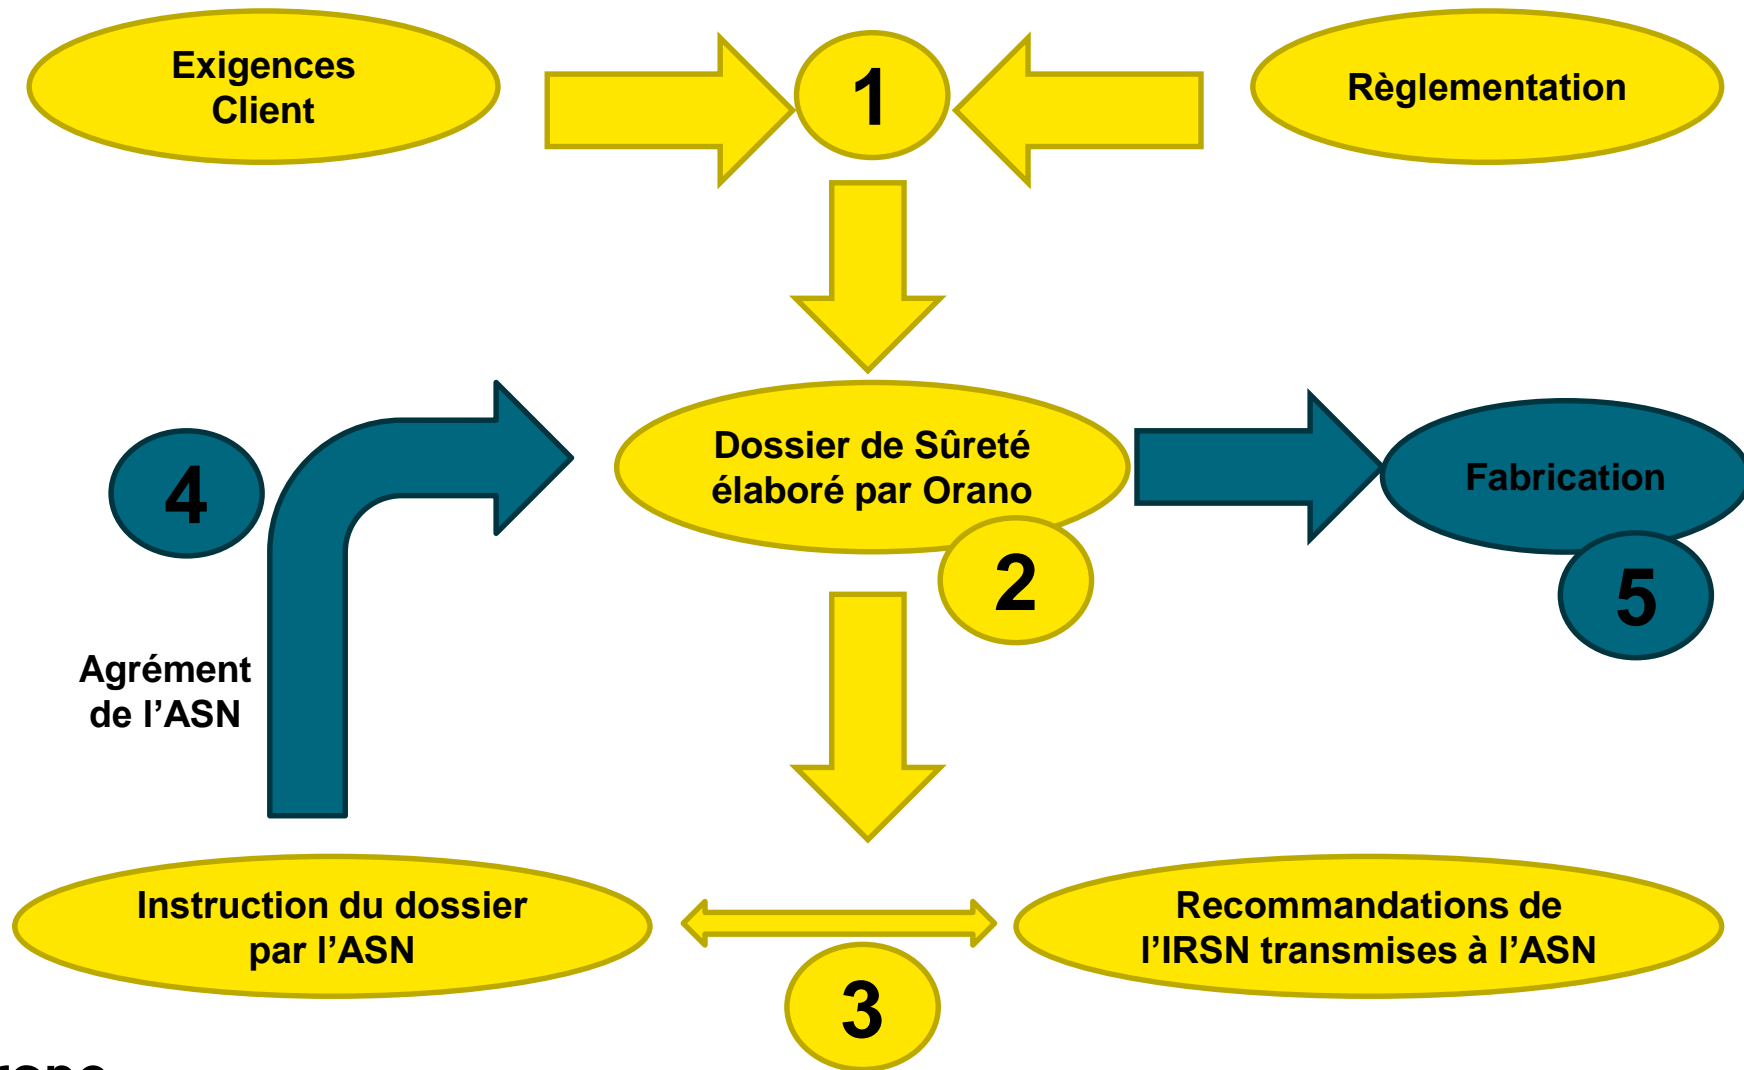 Exigences
Client
1
Règlementation
4
Dossier de Sûreté
élaboré par Orano
2
Fabrication
5
Agrément
de l'ASN
Instruction du dossier
par l'ASN
3
Recommandations de
l'IRSN transmises à l'ASN